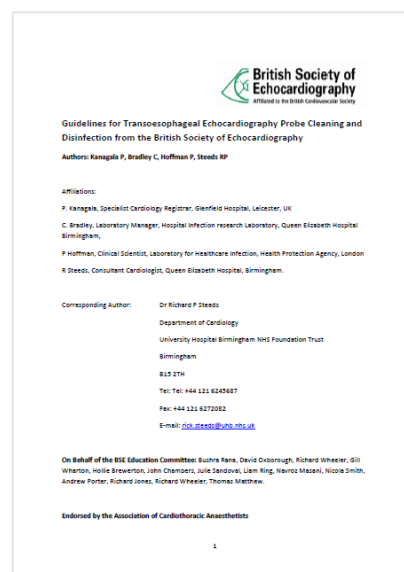 British Society of
Echocardiography
Affiliated to the British Cardiovascular Society
Guidelines for Transoesophageal Echocardiography Probe Cleaning and
Disinfection from the British Society of Echocardiography
Authors: Kanagala P, Bradley C, Hoffman P, Steeds RP
Affiliations:
P. Kanagala, Specialist Cardiology Registrar, Glenfield Hospital, Leicester, UK
C. Bradley, Laboratory Manager, Hospital Infection research Laboratory, Queen Elizabeth Hospital
Birmingham,
P Hoffman, Clinical Scientist, Laboratory for Healthcare Infection, Health Protection Agency, London
R Steeds, Consultant Cardiologist, Queen Elizabeth Hospital, Birmingham.
Corresponding Author: Dr Richard P Steeds
Department of Cardiology
University Hospital Birmingham NHS Foundation Trust
Birmingham
B15 2TH
Tel: Tel: +44 121 6245687
Fax: +44 121 6272082
E-mail: rick.steeds@uhb.nhs.uk
On Behalf of the BSE Education Committee: Bushra Rana, David Oxborough, Richard Wheeler, Gill
Wharton, Hollie Brewerton, John Chambers, Julie Sandoval, Liam Ring, Navroz Masani, Nicola Smith,
Andrew Porter, Richard Jones, Richard Wheeler, Thomas Matthew.
Endorsed by the Association of Cardiothoracic Anaesthetists
1